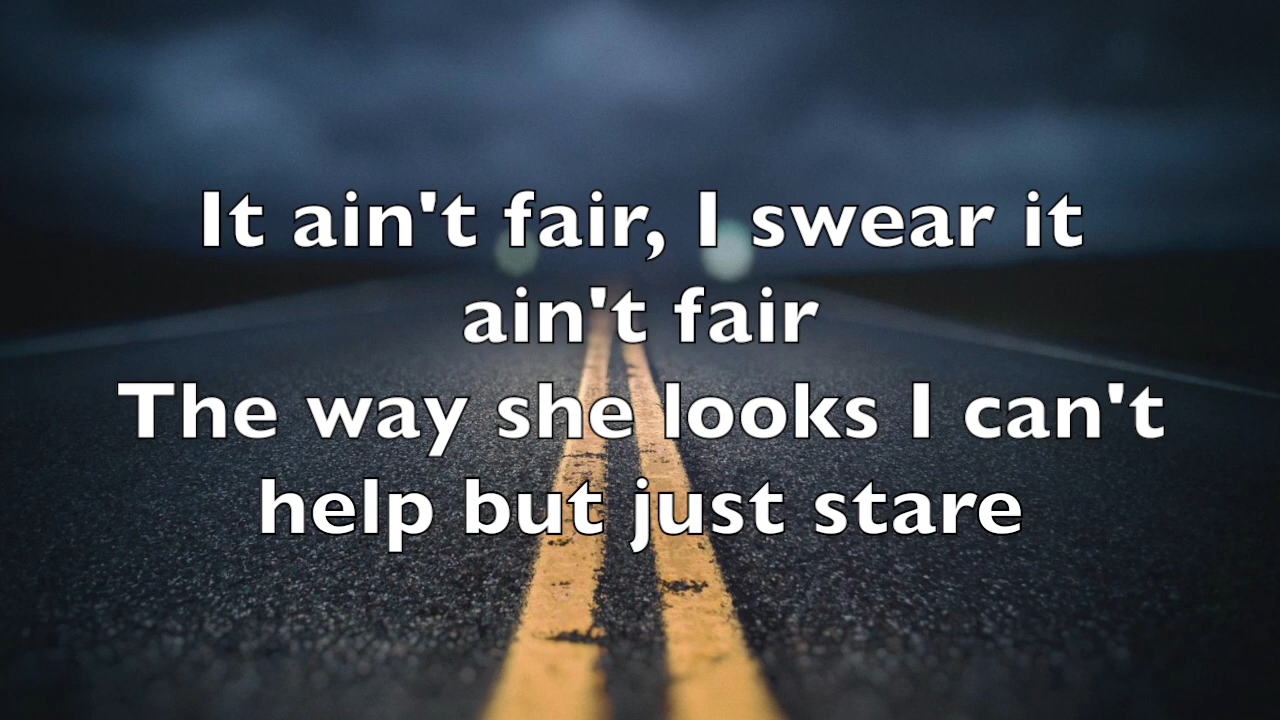 It ain't fair, I swear it
ain't fair
The way she looks I can't
help but just stare